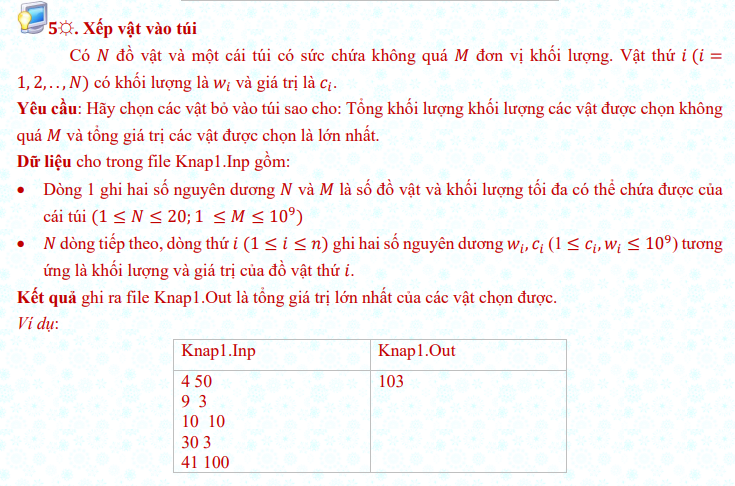 5☼. Xếp vật vào túi
Có N đồ vật và một cái túi có sức chứa không quá M đơn vị khối lượng. Vật thứ i (i =
1, 2, . . , N) có khối lượng là wᵢ và giá trị là cᵢ.
Yêu cầu: Hãy chọn các vật bỏ vào túi sao cho: Tổng khối lượng khối lượng các vật được chọn không
quá M và tổng giá trị các vật được chọn là lớn nhất.
Dữ liệu cho trong file Knap1.Inp gồm:
• Dòng 1 ghi hai số nguyên dương N và M là số đồ vật và khối lượng tối đa có thể chứa được của
cái túi (1 ≤ N ≤ 20; 1 ≤ M ≤ 10⁹)
• N dòng tiếp theo, dòng thứ i (1 ≤ i ≤ n) ghi hai số nguyên dương wᵢ, cᵢ (1 ≤ cᵢ, wᵢ ≤ 10⁹) tương
ứng là khối lượng và giá trị của đồ vật thứ i.
Kết quả ghi ra file Knap1.Out là tổng giá trị lớn nhất của các vật chọn được.
Ví dụ:
Knap1.Inp Knap1.Out
4 50 103
9 3
10 10
30 3
41 100